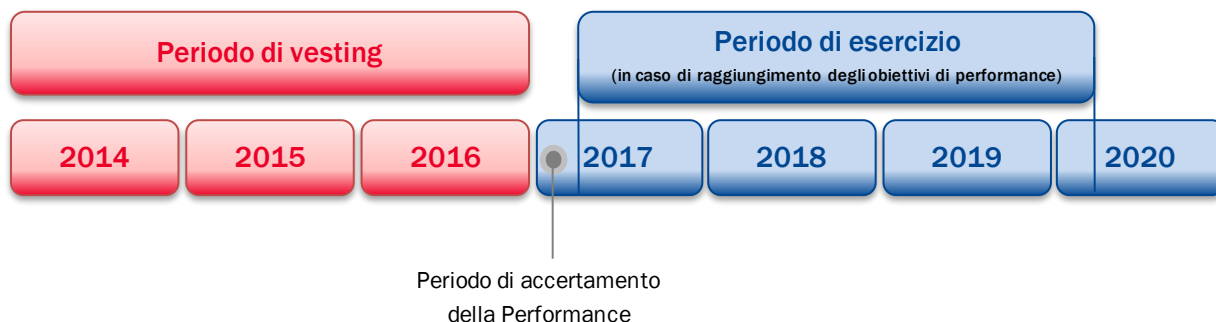 Periodo di vesting
Periodo di esercizio
(in caso di raggiungimento degli obiettivi di performance)
2014
2015
2016
2017
2018
2019
2020
Periodo di accertamento
della Performance